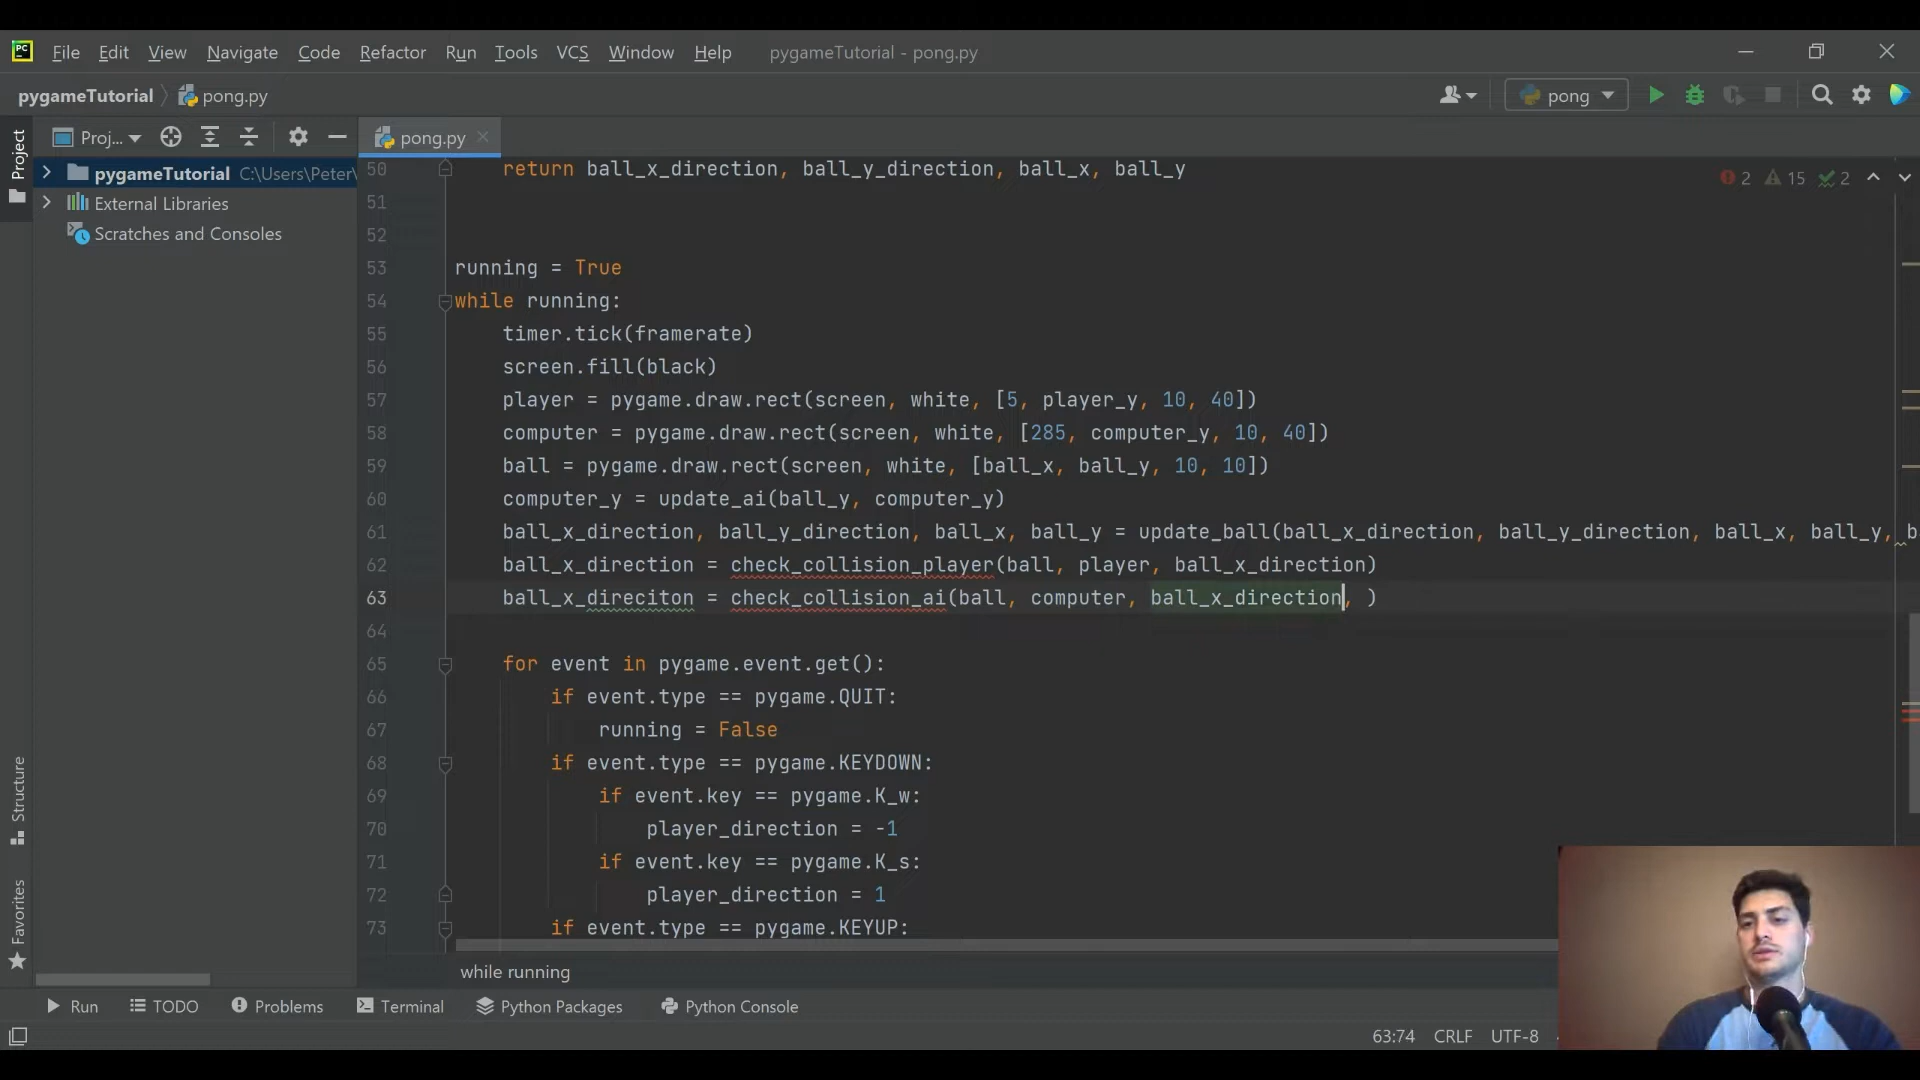 PC File Edit View Navigate Code Refactor Run Tools VCS Window Help pygameTutorial - pong.py
pygameTutorial pong.py pong
Project
Proj... pong.py
pygameTutorial C:\Users\Peter\
External Libraries
Scratches and Consoles
2 15 2
50 return ball_x_direction, ball_y_direction, ball_x, ball_y
51
52
53 running = True
54 while running:
55 timer.tick(framerate)
56 screen.fill(black)
57 player = pygame.draw.rect(screen, white, [5, player_y, 10, 40])
58 computer = pygame.draw.rect(screen, white, [285, computer_y, 10, 40])
59 ball = pygame.draw.rect(screen, white, [ball_x, ball_y, 10, 10])
60 computer_y = update_ai(ball_y, computer_y)
61 ball_x_direction, ball_y_direction, ball_x, ball_y = update_ball(ball_x_direction, ball_y_direction, ball_x, ball_y, b
62 ball_x_direction = check_collision_player(ball, player, ball_x_direction)
63 ball_x_direciton = check_collision_ai(ball, computer, ball_x_direction, )
64
65 for event in pygame.event.get():
66 if event.type == pygame.QUIT:
67 running = False
68 if event.type == pygame.KEYDOWN:
69 if event.key == pygame.K_w:
70 player_direction = -1
71 if event.key == pygame.K_s:
72 player_direction = 1
73 if event.type == pygame.KEYUP:
while running
Structure
Favorites
Run TODO Problems Terminal Python Packages Python Console
63:74 CRLF UTF-8